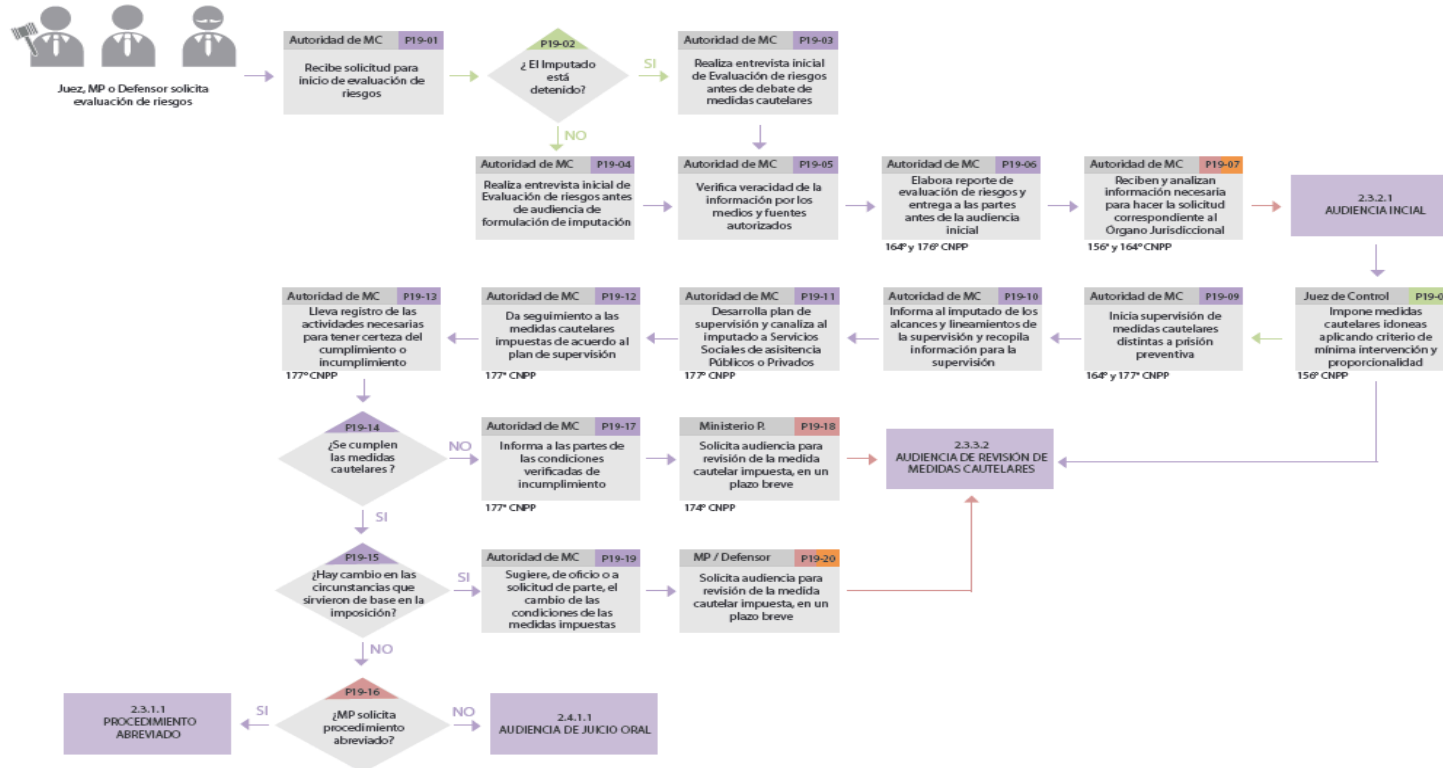 Juez, MP o Defensor solicita
evaluación de riesgos
Autoridad de MC P19-01
Recibe solicitud para
inicio de evaluación de
riesgos
P19-02
¿ El Imputado
está
detenido?
SI
NO
Autoridad de MC P19-03
Realiza entrevista inicial
de Evaluación de riesgos
antes de debate de
medidas cautelares
Autoridad de MC P19-04
Realiza entrevista inicial de
Evaluación de riesgos antes
de audiencia de
formulación de imputación
Autoridad de MC P19-05
Verifica veracidad de la
información por los
medios y fuentes
autorizados
Autoridad de MC P19-06
Elabora reporte de
evaluación de riesgos y
entrega a las partes
antes de la audiencia
inicial
164° y 176° CNPP
Autoridad de MC P19-07
Reciben y analizan
información necesaria
para hacer la solicitud
correspondiente al
Órgano Jurisdiccional
156° y 164° CNPP
2.3.2.1
AUDIENCIA INCIAL
Autoridad de MC P19-13
Lleva registro de las
actividades necesarias
para tener certeza del
cumplimiento o
incumplimiento
177° CNPP
Autoridad de MC P19-12
Da seguimiento a las
medidas cautelares
impuestas de acuerdo al
plan de supervisión
177° CNPP
Autoridad de MC P19-11
Desarrolla plan de
supervisión y canaliza al
imputado a Servicios
Sociales de asisitencia
Públicos o Privados
177° CNPP
Autoridad de MC P19-10
Informa al imputado de los
alcances y lineamientos de
la supervisión y recopila
información para la
supervisión
Autoridad de MC P19-09
Inicia supervisión de
medidas cautelares
distintas a prisión
preventiva
164° y 177° CNPP
Juez de Control P19-0
Impone medidas
cautelares idoneas
aplicando criterio de
mínima intervención y
proporcionalidad
156° CNPP
P19-14
¿Se cumplen
las medidas
cautelares ?
NO
SI
Autoridad de MC P19-17
Informa a las partes de
las condiciones
verificadas de
incumplimiento
177° CNPP
Ministerio P. P19-18
Solicita audiencia para
revisión de la medida
cautelar impuesta, en un
plazo breve
174° CNPP
2.3.3.2
AUDIENCIA DE REVISIÓN DE
MEDIDAS CAUTELARES
P19-15
¿Hay cambio en las
circunstancias que
sirvieron de base en la
imposición?
SI
NO
Autoridad de MC P19-19
Sugiere, de oficio o a
solicitud de parte, el
cambio de las
condiciones de las
medidas impuestas
MP / Defensor P19-20
Solicita audiencia para
revisión de la medida
cautelar impuesta, en un
plazo breve
2.3.1.1
PROCEDIMIENTO
ABREVIADO
SI
P19-16
¿MP solicita
procedimiento
abreviado?
NO
2.4.1.1
AUDIENCIA DE JUICIO ORAL